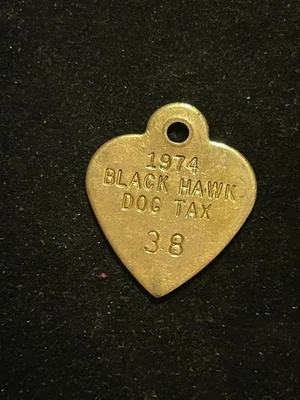 1974
BLACK HAWK
DOG TAX
38